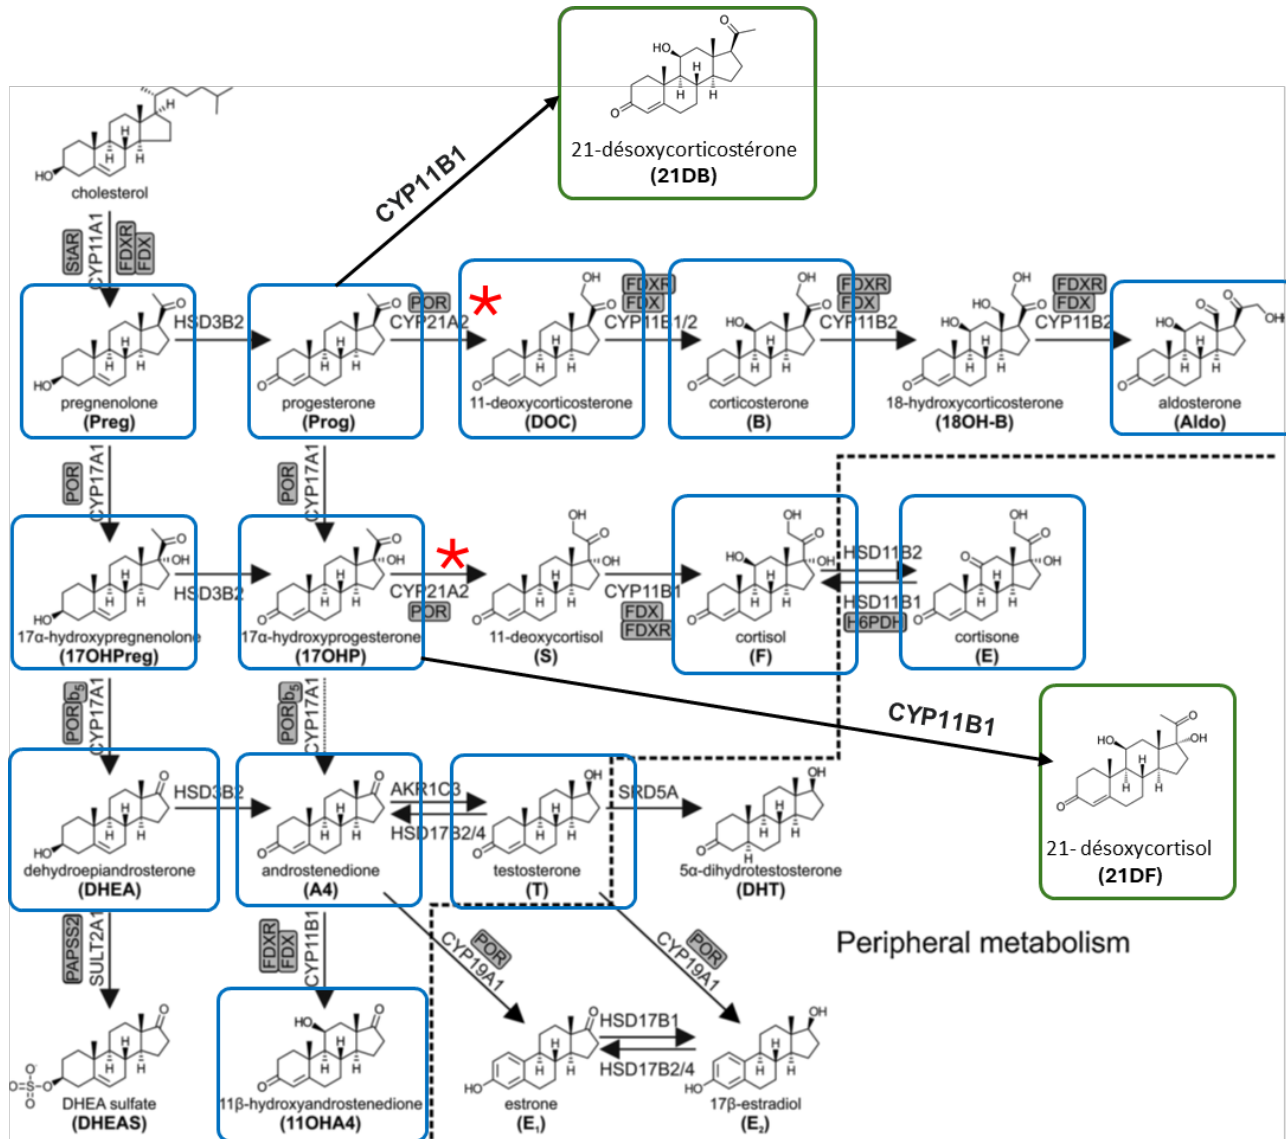 21-désoxycorticostérone
(21DB)
CYP11B1
cholesterol
StAR
CYP11A1
FDXR
FDX
pregnenolone
(Preg)
HSD3B2
progesterone
(Prog)
POR
CYP21A2
*
11-deoxycorticosterone
(DOC)
FDXR
FDX
CYP11B1/2
corticosterone
(B)
FDXR
FDX
CYP11B2
18-hydroxycorticosterone
(18OH-B)
FDXR
FDX
CYP11B2
aldosterone
(Aldo)
POR
CYP17A1
POR
CYP17A1
17α-hydroxypregnenolone
(17OHPreg)
HSD3B2
17α-hydroxyprogesterone
(17OHP)
*
CYP21A2
POR
11-deoxycortisol
(S)
CYP11B1
FDX
FDXR
cortisol
(F)
HSD11B2
HSD11B1
H6PDH
cortisone
(E)
CYP11B1
21- désoxycortisol
(21DF)
POR b5
CYP17A1
POR b5
CYP17A1
dehydroepiandrosterone
(DHEA)
HSD3B2
androstenedione
(A4)
AKR1C3
HSD17B2/4
testosterone
(T)
SRD5A
5α-dihydrotestosterone
(DHT)
PAPSS2
SULT2A1
FDXR
FDX
CYP11B1
POR
CYP19A1
POR
CYP19A1
Peripheral metabolism
DHEA sulfate
(DHEAS)
11β-hydroxyandrostenedione
(11OHA4)
estrone
(E₁)
HSD17B1
HSD17B2/4
17β-estradiol
(E₂)